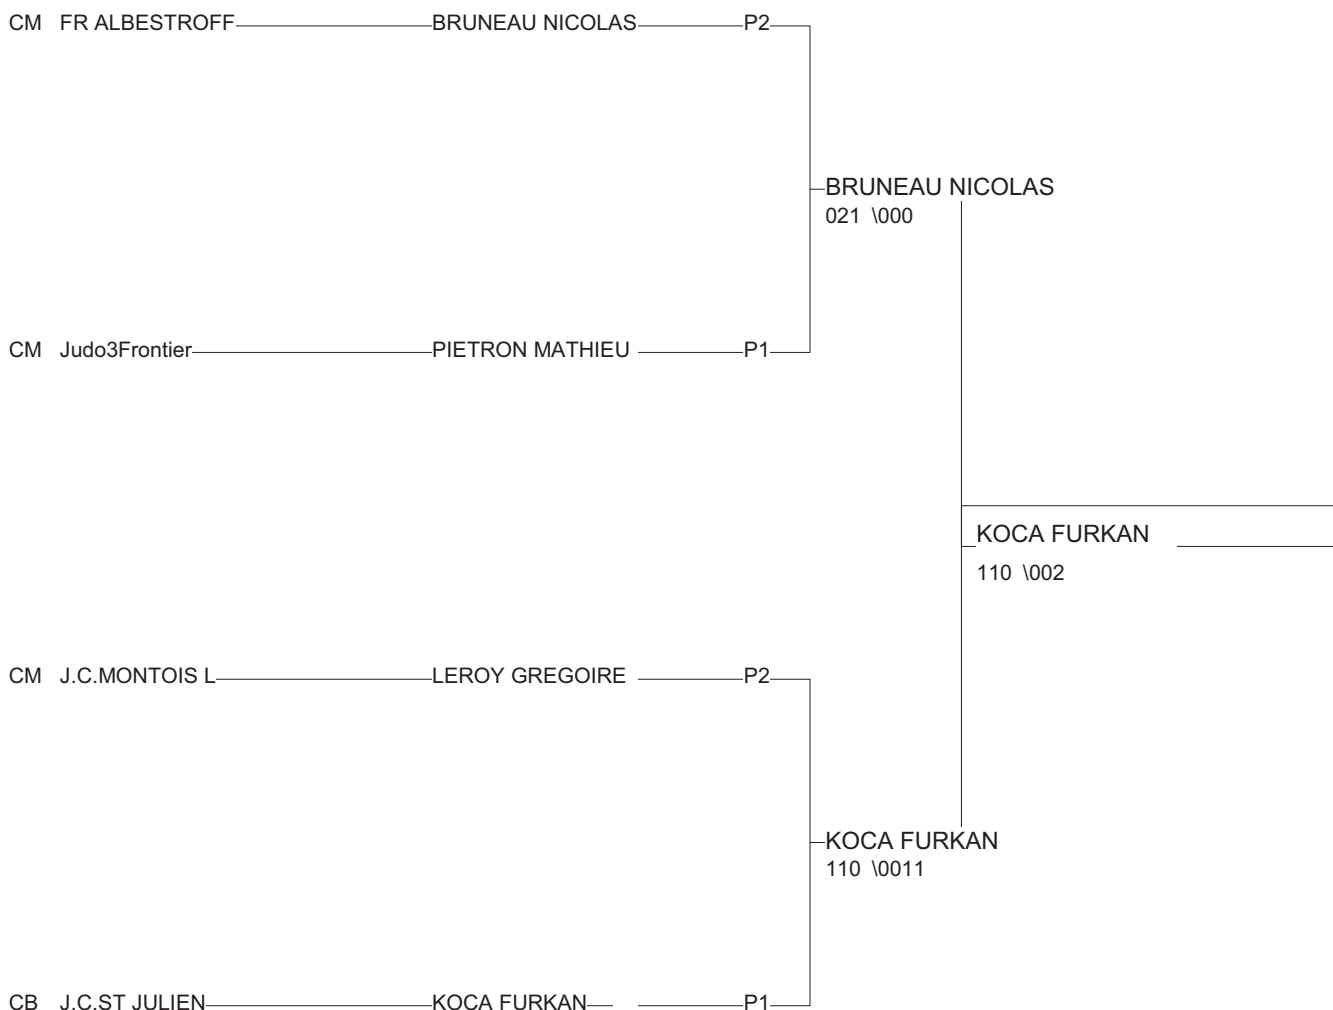 CM FR ALBESTROFF BRUNEAU NICOLAS P2
BRUNEAU NICOLAS
021 \000
CM Judo3Frontier PIETRON MATHIEU P1
KOCA FURKAN
110 \002
CM J.C.MONTOIS L LEROY GREGOIRE P2
KOCA FURKAN
110 \0011
CB J.C.ST JULIEN KOCA FURKAN P1